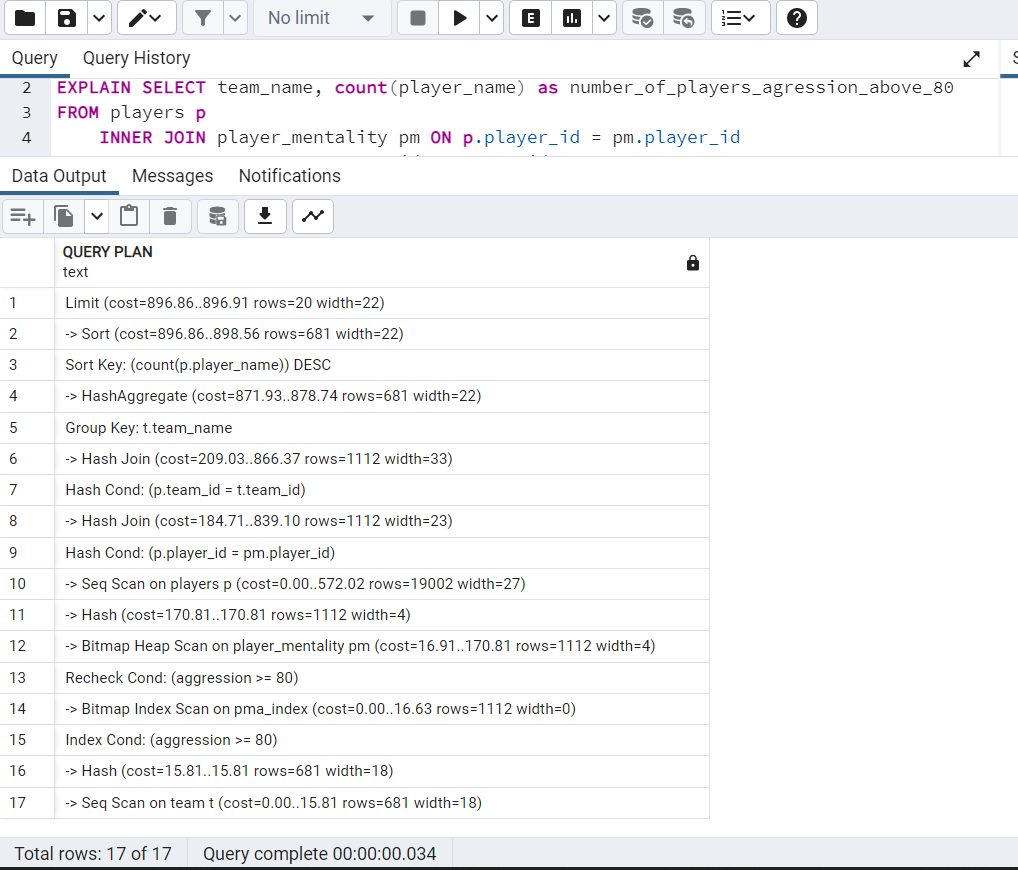 No limit
E
Query Query History
2 EXPLAIN SELECT team_name, count(player_name) as number_of_players_agression_above_80
3 FROM players p
4 INNER JOIN player_mentality pm ON p.player_id = pm.player_id
Data Output Messages Notifications
QUERY PLAN
text
1 Limit (cost=896.86..896.91 rows=20 width=22)
2 -> Sort (cost=896.86..898.56 rows=681 width=22)
3 Sort Key: (count(p.player_name)) DESC
4 -> HashAggregate (cost=871.93..878.74 rows=681 width=22)
5 Group Key: t.team_name
6 -> Hash Join (cost=209.03..866.37 rows=1112 width=33)
7 Hash Cond: (p.team_id = t.team_id)
8 -> Hash Join (cost=184.71..839.10 rows=1112 width=23)
9 Hash Cond: (p.player_id = pm.player_id)
10 -> Seq Scan on players p (cost=0.00..572.02 rows=19002 width=27)
11 -> Hash (cost=170.81..170.81 rows=1112 width=4)
12 -> Bitmap Heap Scan on player_mentality pm (cost=16.91..170.81 rows=1112 width=4)
13 Recheck Cond: (aggression >= 80)
14 -> Bitmap Index Scan on pma_index (cost=0.00..16.63 rows=1112 width=0)
15 Index Cond: (aggression >= 80)
16 -> Hash (cost=15.81..15.81 rows=681 width=18)
17 -> Seq Scan on team t (cost=0.00..15.81 rows=681 width=18)
Total rows: 17 of 17 Query complete 00:00:00.034